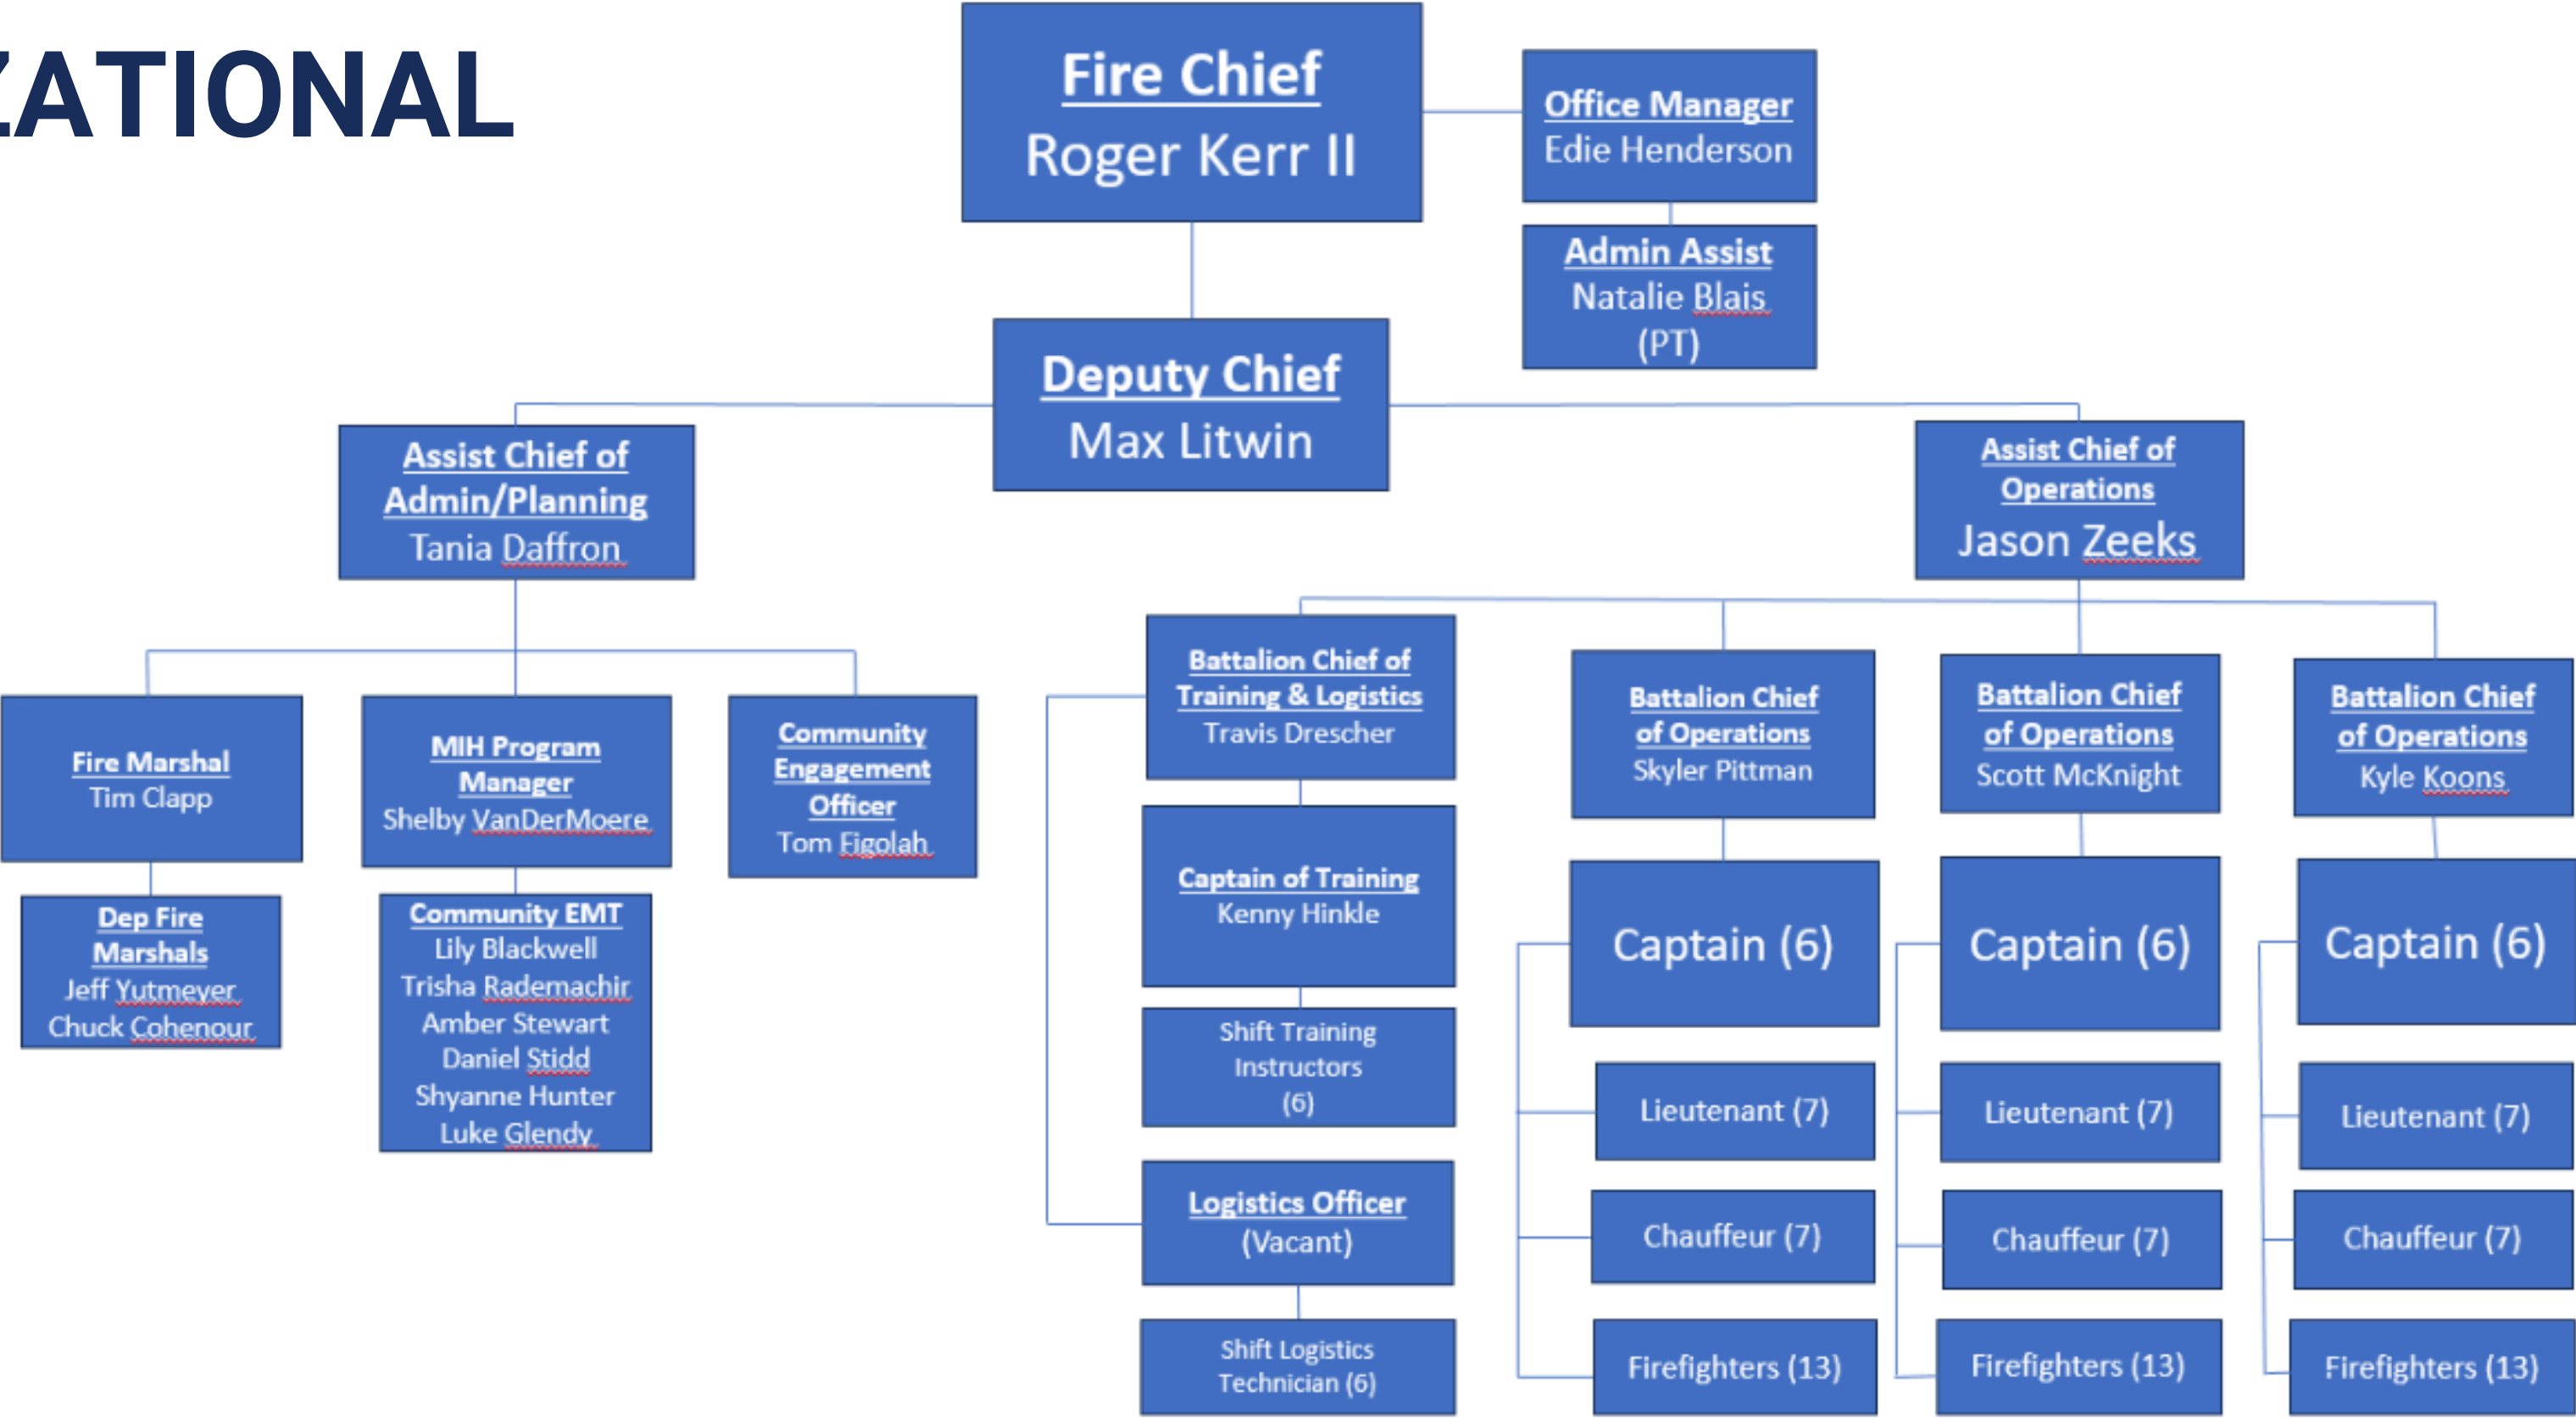 ZATIONAL
Fire Chief
Roger Kerr II
Office Manager
Edie Henderson
Admin Assist
Natalie Blais
(PT)
Deputy Chief
Max Litwin
Assist Chief of
Admin/Planning
Tania Daffron
Assist Chief of
Operations
Jason Zeeks
Fire Marshal
Tim Clapp
Dep Fire
Marshals
Jeff Yutmeyer
Chuck Cohenour
MIH Program
Manager
Shelby VanDerMoere
Community EMT
Lily Blackwell
Trisha Rademachir
Amber Stewart
Daniel Stidd
Shyanne Hunter
Luke Glendy
Community
Engagement
Officer
Tom Figolah
Battalion Chief of
Training & Logistics
Travis Drescher
Captain of Training
Kenny Hinkle
Shift Training
Instructors
(6)
Logistics Officer
(Vacant)
Shift Logistics
Technician (6)
Battalion Chief
of Operations
Skyler Pittman
Captain (6)
Lieutenant (7)
Chauffeur (7)
Firefighters (13)
Battalion Chief
of Operations
Scott McKnight
Captain (6)
Lieutenant (7)
Chauffeur (7)
Firefighters (13)
Battalion Chief
of Operations
Kyle Koons
Captain (6)
Lieutenant (7)
Chauffeur (7)
Firefighters (13)